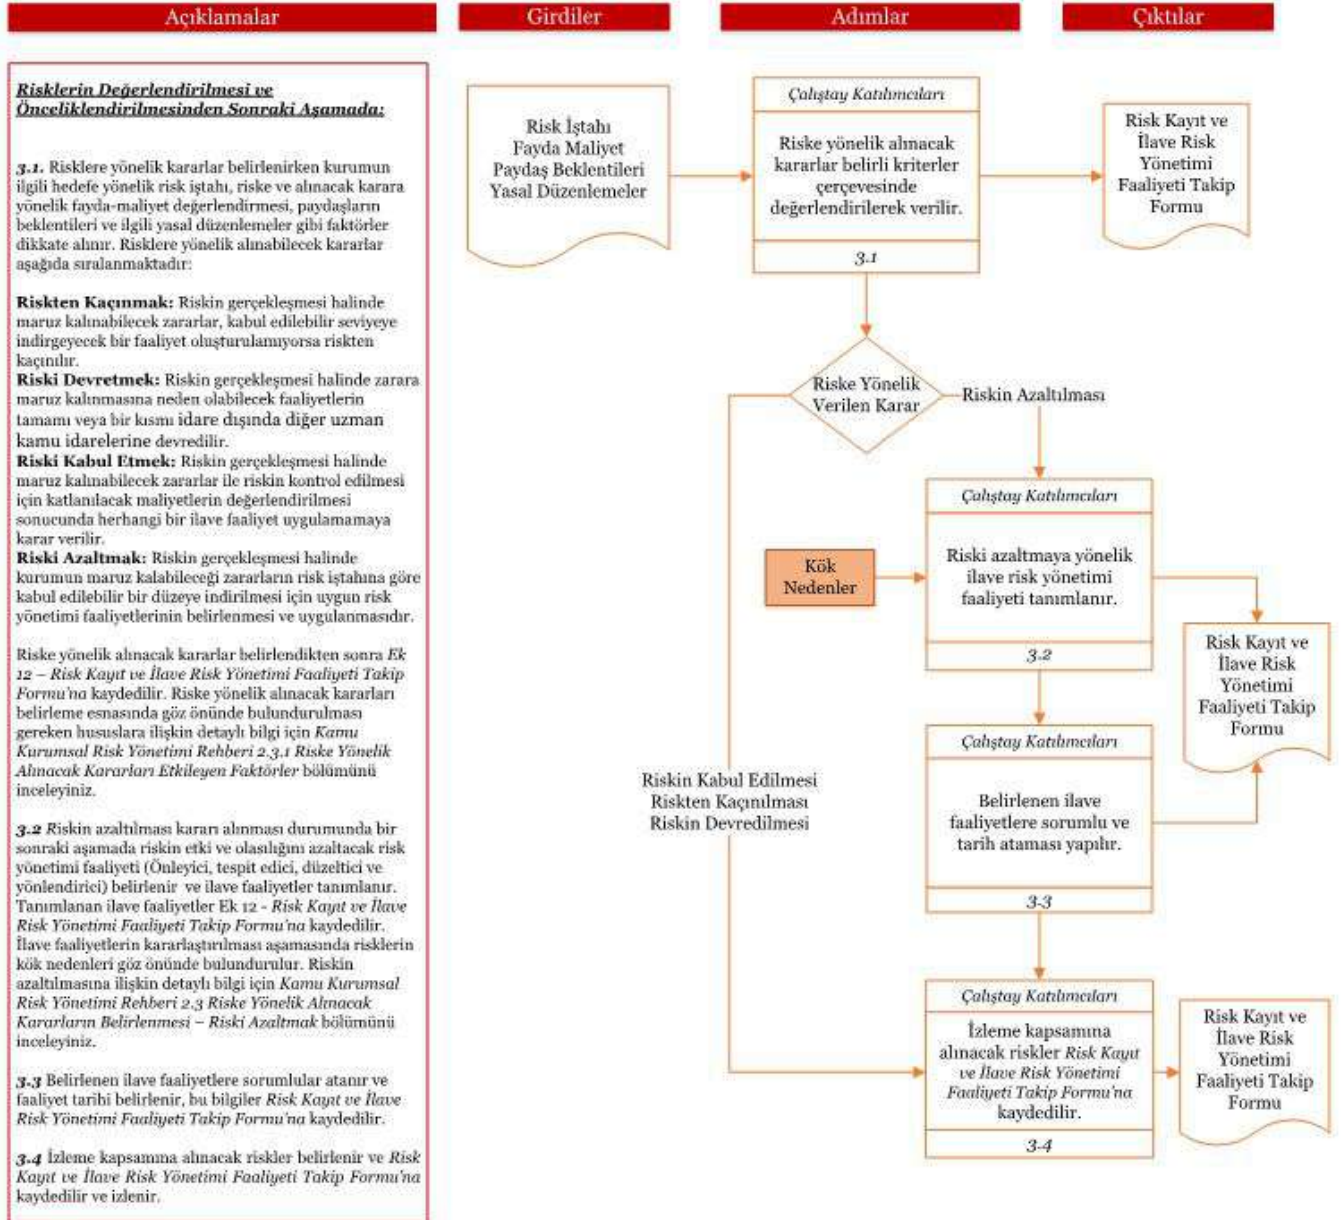 Açıklamalar
Girdiler
Adımlar
Çıktılar
Risklerin Değerlendirilmesi ve
Önceliklendirilmesinden Sonraki Aşamada;
3.1. Risklere yönelik kararlar belirlenirken kurumun
ilgili hedefe yönelik risk iştahı, riske ve alınacak karara
yönelik fayda-maliyet değerlendirmesi, paydaşların
beklentileri ve ilgili yasal düzenlemeler gibi faktörler
dikkate alınır. Risklere yönelik alınabilecek kararlar
aşağıda sıralanmaktadır:
Riskten Kaçınmak: Riskin gerçekleşmesi halinde
maruz kalınabilecek zararlar, kabul edilebilir seviyeye
indirgeyecek bir faaliyet oluşturulamıyorsa riskten
kaçınılır.
Riski Devretmek: Riskin gerçekleşmesi halinde zarara
maruz kalınmasına neden olabilecek faaliyetlerin
tamamı veya bir kısmı idare dışında diğer uzman
kamu idarelerine devredilir.
Riski Kabul Etmek: Riskin gerçekleşmesi halinde
maruz kalınabilecek zararlar ile riskin kontrol edilmesi
için katlanılacak maliyetlerin değerlendirilmesi
sonucunda herhangi bir ilave faaliyet uygulamamaya
karar verilir.
Riski Azaltmak: Riskin gerçekleşmesi halinde
kurumun maruz kalabileceği zararların risk iştahına göre
kabul edilebilir bir düzeye indirilmesi için uygun risk
yönetimi faaliyetlerinin belirlenmesi ve uygulanmasıdır.
Riske yönelik alınacak kararlar belirlendikten sonra Ek
12 – Risk Kayıt ve İlave Risk Yönetimi Faaliyeti Takip
Formu'na kaydedilir. Riske yönelik alınacak kararları
belirleme esnasında göz önünde bulundurulması
gereken hususlara ilişkin detaylı bilgi için Kamu
Kurumsal Risk Yönetimi Rehberi 2.3.1 Riske Yönelik
Alınacak Kararları Etkileyen Faktörler bölümünü
inceleyiniz.
3.2 Riskin azaltılması kararı alınması durumunda bir
sonraki aşamada riskin etki ve olasılığını azaltacak risk
yönetimi faaliyeti (Önleyici, tespit edici, düzeltici ve
yönlendirici) belirlenir ve ilave faaliyetler tanımlanır.
Tanımlanan ilave faaliyetler Ek 12 - Risk Kayıt ve İlave
Risk Yönetimi Faaliyeti Takip Formu'na kaydedilir.
İlave faaliyetlerin kararlaştırılması aşamasında risklerin
kök nedenleri göz önünde bulundurulur. Riskin
azaltılmasına ilişkin detaylı bilgi için Kamu Kurumsal
Risk Yönetimi Rehberi 2.3 Riske Yönelik Alınacak
Kararların Belirlenmesi – Riski Azaltmak bölümünü
inceleyiniz.
3.3 Belirlenen ilave faaliyetlere sorumlular atanır ve
faaliyet tarihi belirlenir, bu bilgiler Risk Kayıt ve İlave
Risk Yönetimi Faaliyeti Takip Formu'na kaydedilir.
3.4 İzleme kapsamına alınacak riskler belirlenir ve Risk
Kayıt ve İlave Risk Yönetimi Faaliyeti Takip Formu'na
kaydedilir ve izlenir.
Risk İştahı
Fayda Maliyet
Paydaş Beklentileri
Yasal Düzenlemeler
Çalıştay Katılımcıları
Riske yönelik alınacak
kararlar belirli kriterler
çerçevesinde
değerlendirilerek verilir.
3.1
Risk Kayıt ve
İlave Risk
Yönetimi
Faaliyeti Takip
Formu
Riske Yönelik
Verilen Karar
Riskin Azaltılması
Çalıştay Katılımcıları
Riski azaltmaya yönelik
ilave risk yönetimi
faaliyeti tanımlanır.
3.2
Kök
Nedenler
Risk Kayıt ve
İlave Risk
Yönetimi
Faaliyeti Takip
Formu
Çalıştay Katılımcıları
Belirlenen ilave
faaliyetlere sorumlu ve
tarih ataması yapılır.
3.3
Riskin Kabul Edilmesi
Riskten Kaçınılması
Riskin Devredilmesi
Çalıştay Katılımcıları
İzleme kapsamına
alınacak riskler Risk Kayıt
ve İlave Risk Yönetimi
Faaliyeti Takip Formu'na
kaydedilir.
3.4
Risk Kayıt ve
İlave Risk
Yönetimi
Faaliyeti Takip
Formu